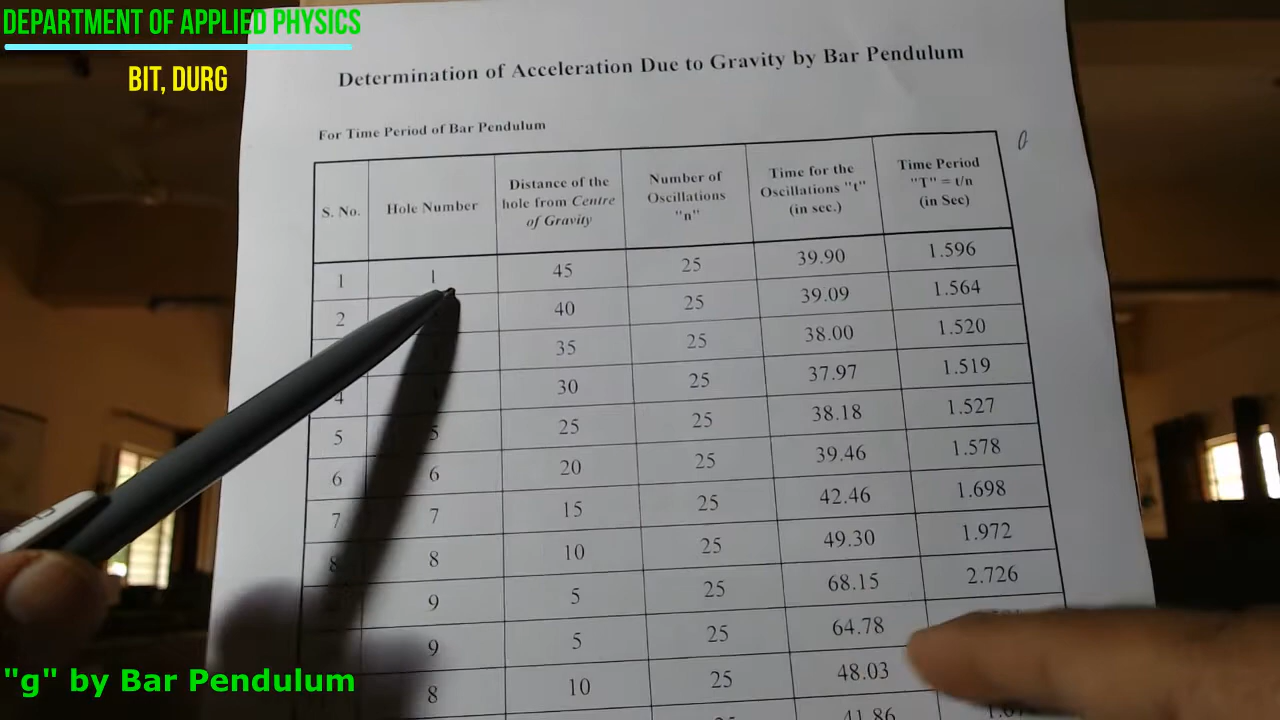 DEPARTMENT OF APPLIED PHYSICS
BIT, DURG
Determination of Acceleration Due to Gravity by Bar Pendulum
For Time Period of Bar Pendulum
S. No. Hole Number Distance of the hole from Centre of Gravity Number of Oscillations "n" Time for the Oscillations "t" (in sec.) Time Period "T" = t/n (in Sec)
1 1 45 25 39.90 1.596
2 40 25 39.09 1.564
35 25 38.00 1.520
4 30 25 37.97 1.519
5 5 25 25 38.18 1.527
6 6 20 25 39.46 1.578
7 7 15 25 42.46 1.698
8 8 10 25 49.30 1.972
9 5 25 68.15 2.726
9 5 25 64.78
8 10 25 48.03
41.86
"g" by Bar Pendulum